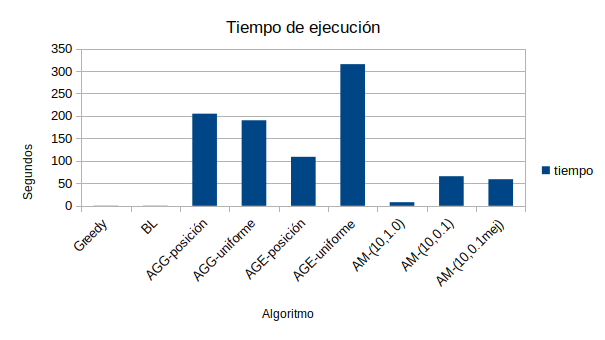 Tiempo de ejecución
350
300
250
200
150
100
50
0
Segundos
Greedy
BL
AGG-posición
AGG-uniforme
AGE-posición
AGE-uniforme
AM-(10,1.0)
AM-(10,0.1)
AM-(10,0.1mej)
Algoritmo
tiempo